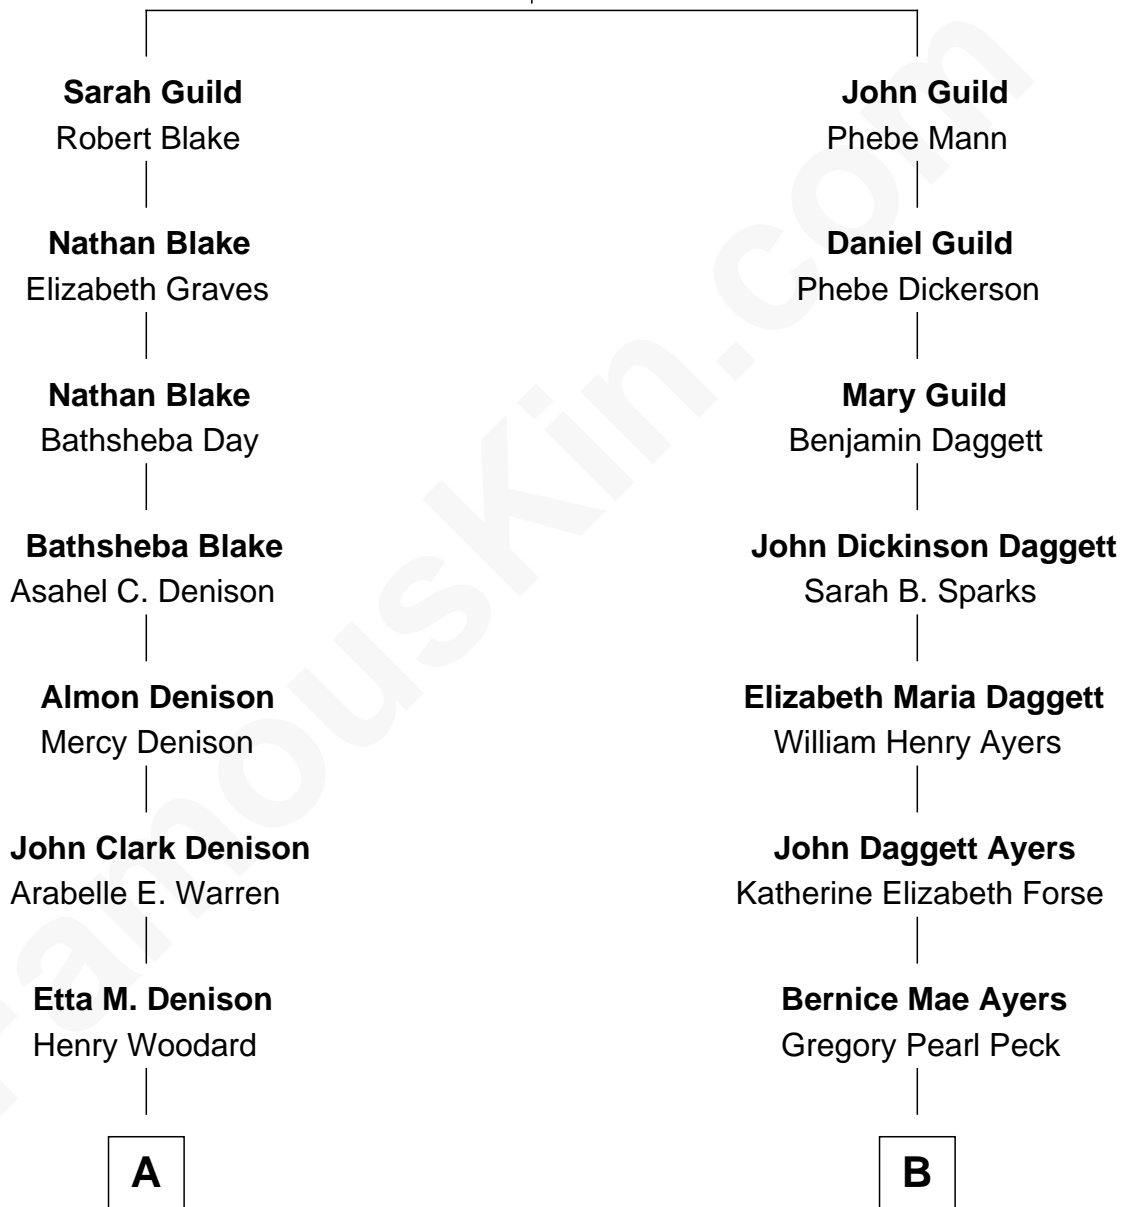 Sarah Guild
Robert Blake
Nathan Blake
Elizabeth Graves
Nathan Blake
Bathsheba Day
Bathsheba Blake
Asahel C. Denison
Almon Denison
Mercy Denison
John Clark Denison
Arabelle E. Warren
Etta M. Denison
Henry Woodard
A
John Guild
Phebe Mann
Daniel Guild
Phebe Dickerson
Mary Guild
Benjamin Daggett
John Dickinson Daggett
Sarah B. Sparks
Elizabeth Maria Daggett
William Henry Ayers
John Daggett Ayers
Katherine Elizabeth Forse
Bernice Mae Ayers
Gregory Pearl Peck
B
FamousKin.com